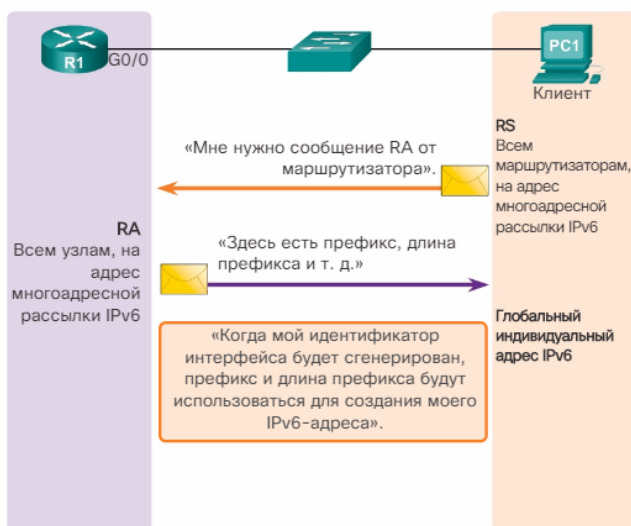 R1
G0/0
PC1
Клиент
RS
Всем
маршрутизаторам,
на адрес
многоадресной
рассылки IPv6
«Мне нужно сообщение RA от
маршрутизатора».
RA
Всем узлам, на
адрес
многоадресной
рассылки IPv6
«Здесь есть префикс, длина
префикса и т. д.»
Глобальный
индивидуальный
адрес IPv6
«Когда мой идентификатор
интерфейса будет сгенерирован,
префикс и длина префикса будут
использоваться для создания моего
IPv6-адреса».